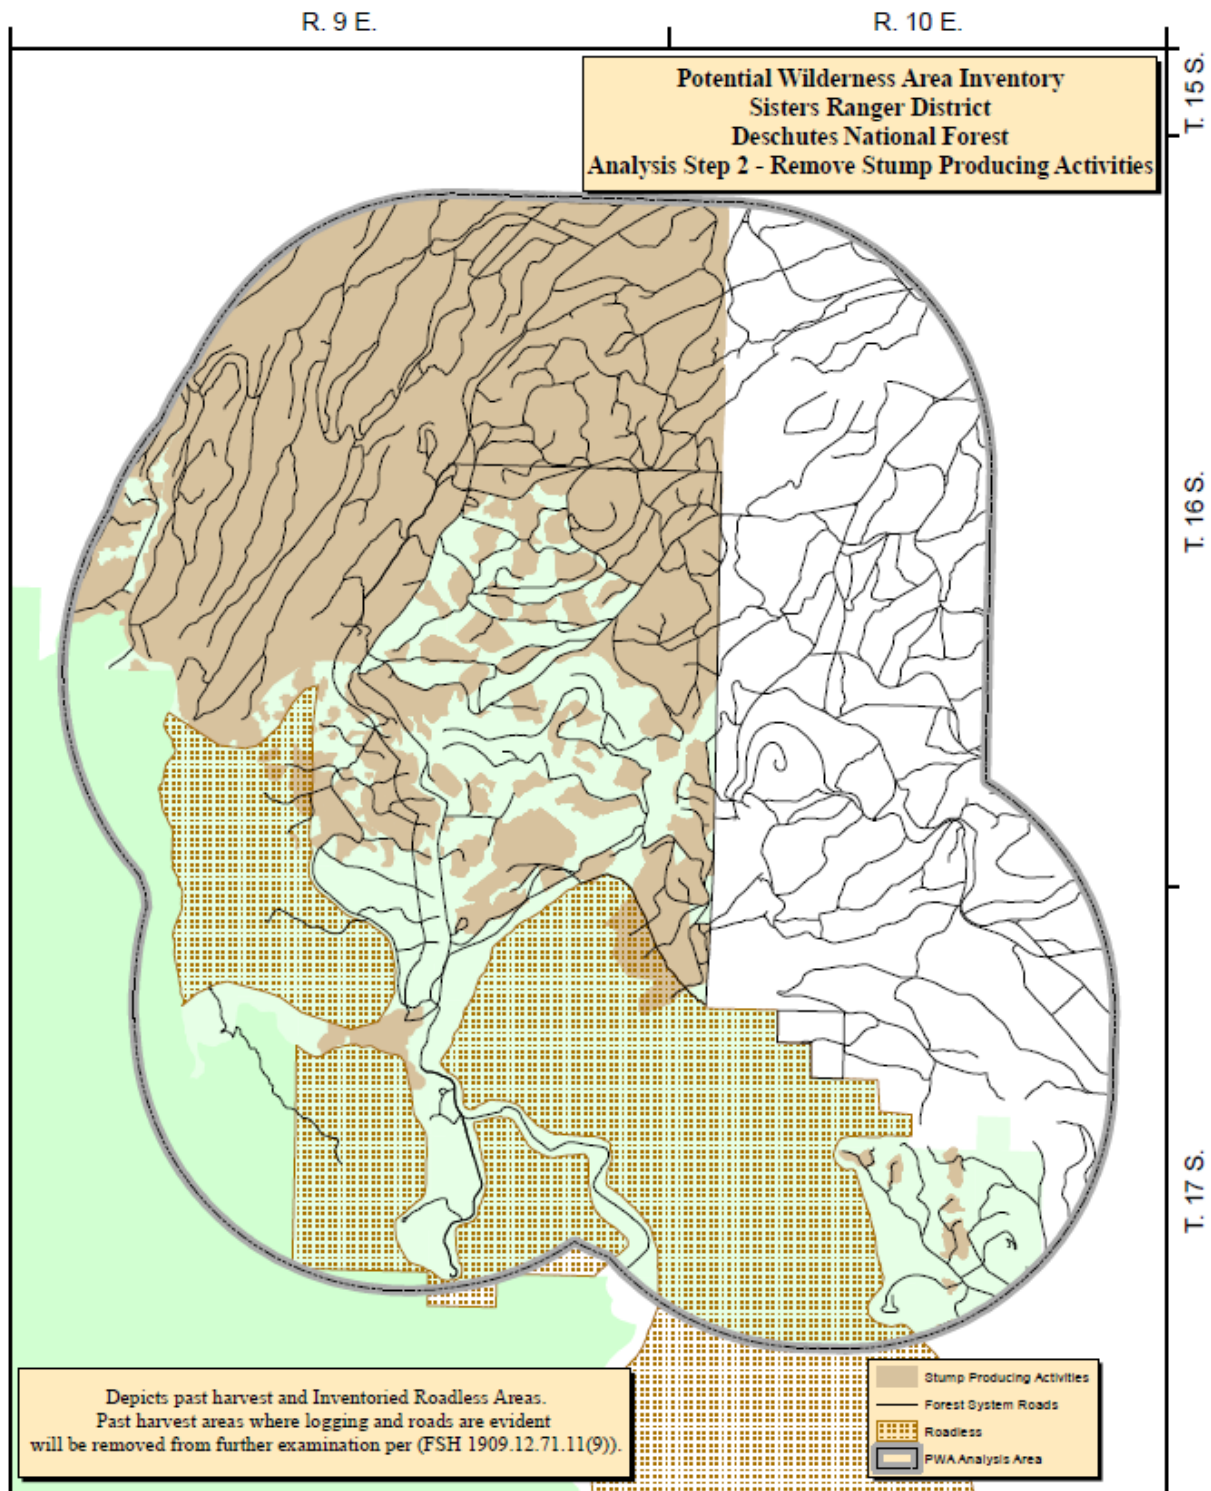 R. 9 E.
R. 10 E.
T. 15 S.
Potential Wilderness Area Inventory
Sisters Ranger District
Deschutes National Forest
Analysis Step 2 - Remove Stump Producing Activities
T. 16 S.
T. 17 S.
Depicts past harvest and Inventoried Roadless Areas.
Past harvest areas where logging and roads are evident
will be removed from further examination per (FSH 1909.12.71.11(9)).
Stump Producing Activities
Forest System Roads
Roadless
PWA Analysis Area